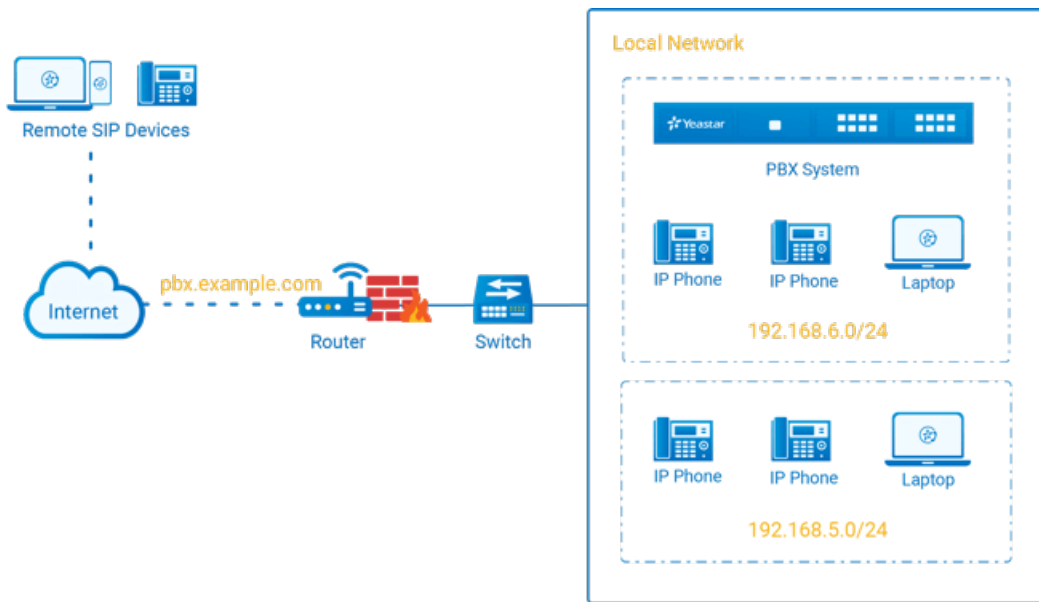 Local Network
Remote SIP Devices
Yeastar
PBX System
IP Phone
IP Phone
Laptop
192.168.6.0/24
Internet
pbx.example.com
Router
Switch
IP Phone
IP Phone
Laptop
192.168.5.0/24